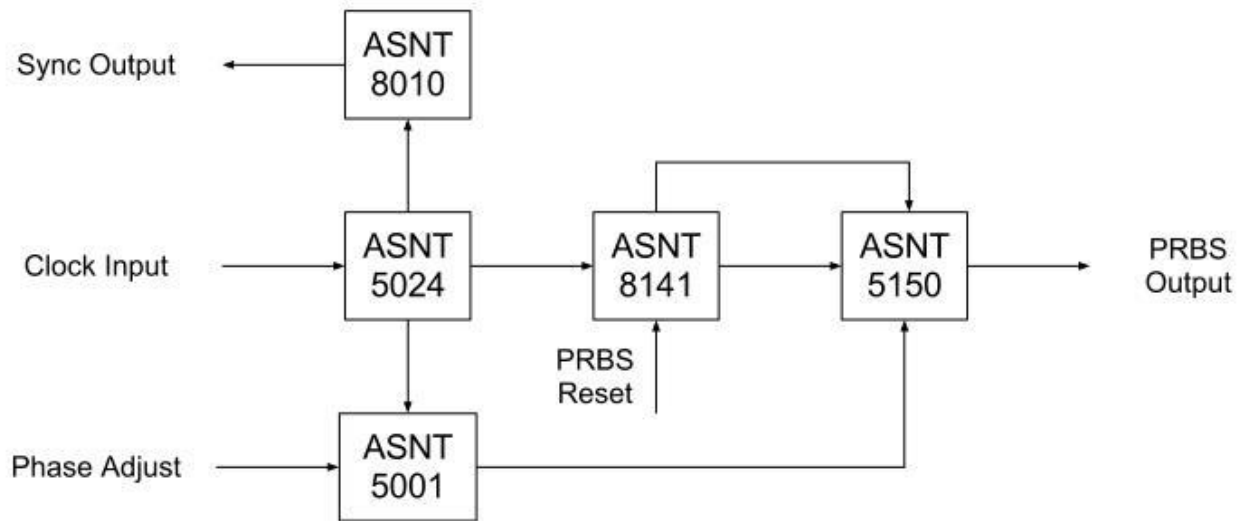 ASNT
8010
Sync Output
Clock Input
ASNT
5024
ASNT
8141
ASNT
5150
PRBS
Output
PRBS
Reset
Phase Adjust
ASNT
5001